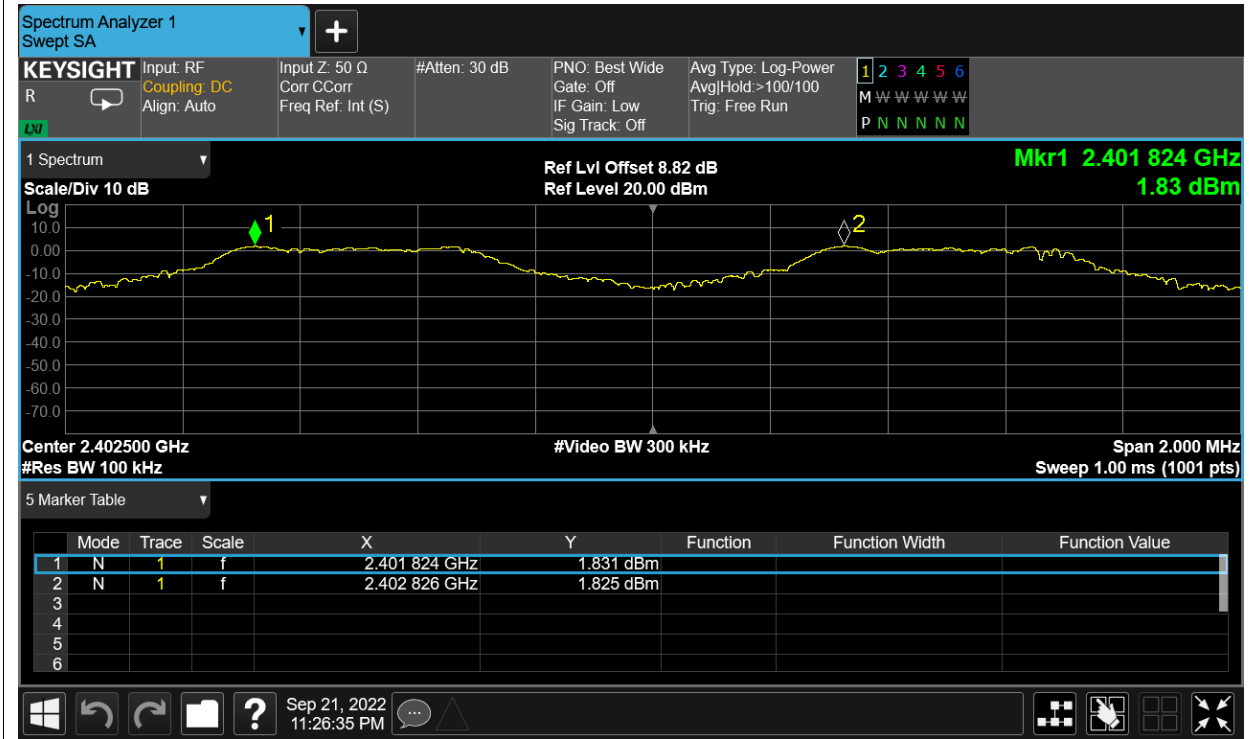 Spectrum Analyzer 1
Swept SA
KEYSIGHT
R
LXI
Input: RF
Coupling: DC
Align: Auto
Input Z: 50 Ω
Corr CCorr
Freq Ref: Int (S)
#Atten: 30 dB
PNO: Best Wide
Gate: Off
IF Gain: Low
Sig Track: Off
Avg Type: Log-Power
Avg|Hold:>100/100
Trig: Free Run
1 2 3 4 5 6
M W W W W W
P N N N N N
1 Spectrum
Scale/Div 10 dB
Ref Lvl Offset 8.82 dB
Ref Level 20.00 dBm
Mkr1 2.401 824 GHz
1.83 dBm
Log
10.0
0.00
-10.0
-20.0
-30.0
-40.0
-50.0
-60.0
-70.0
1
2
Center 2.402500 GHz
#Video BW 300 kHz
Span 2.000 MHz
#Res BW 100 kHz
Sweep 1.00 ms (1001 pts)
5 Marker Table
Mode Trace Scale X Y Function Function Width Function Value
1 N 1 f 2.401 824 GHz 1.831 dBm
2 N 1 f 2.402 826 GHz 1.825 dBm
3
4
5
6
?
Sep 21, 2022
11:26:35 PM